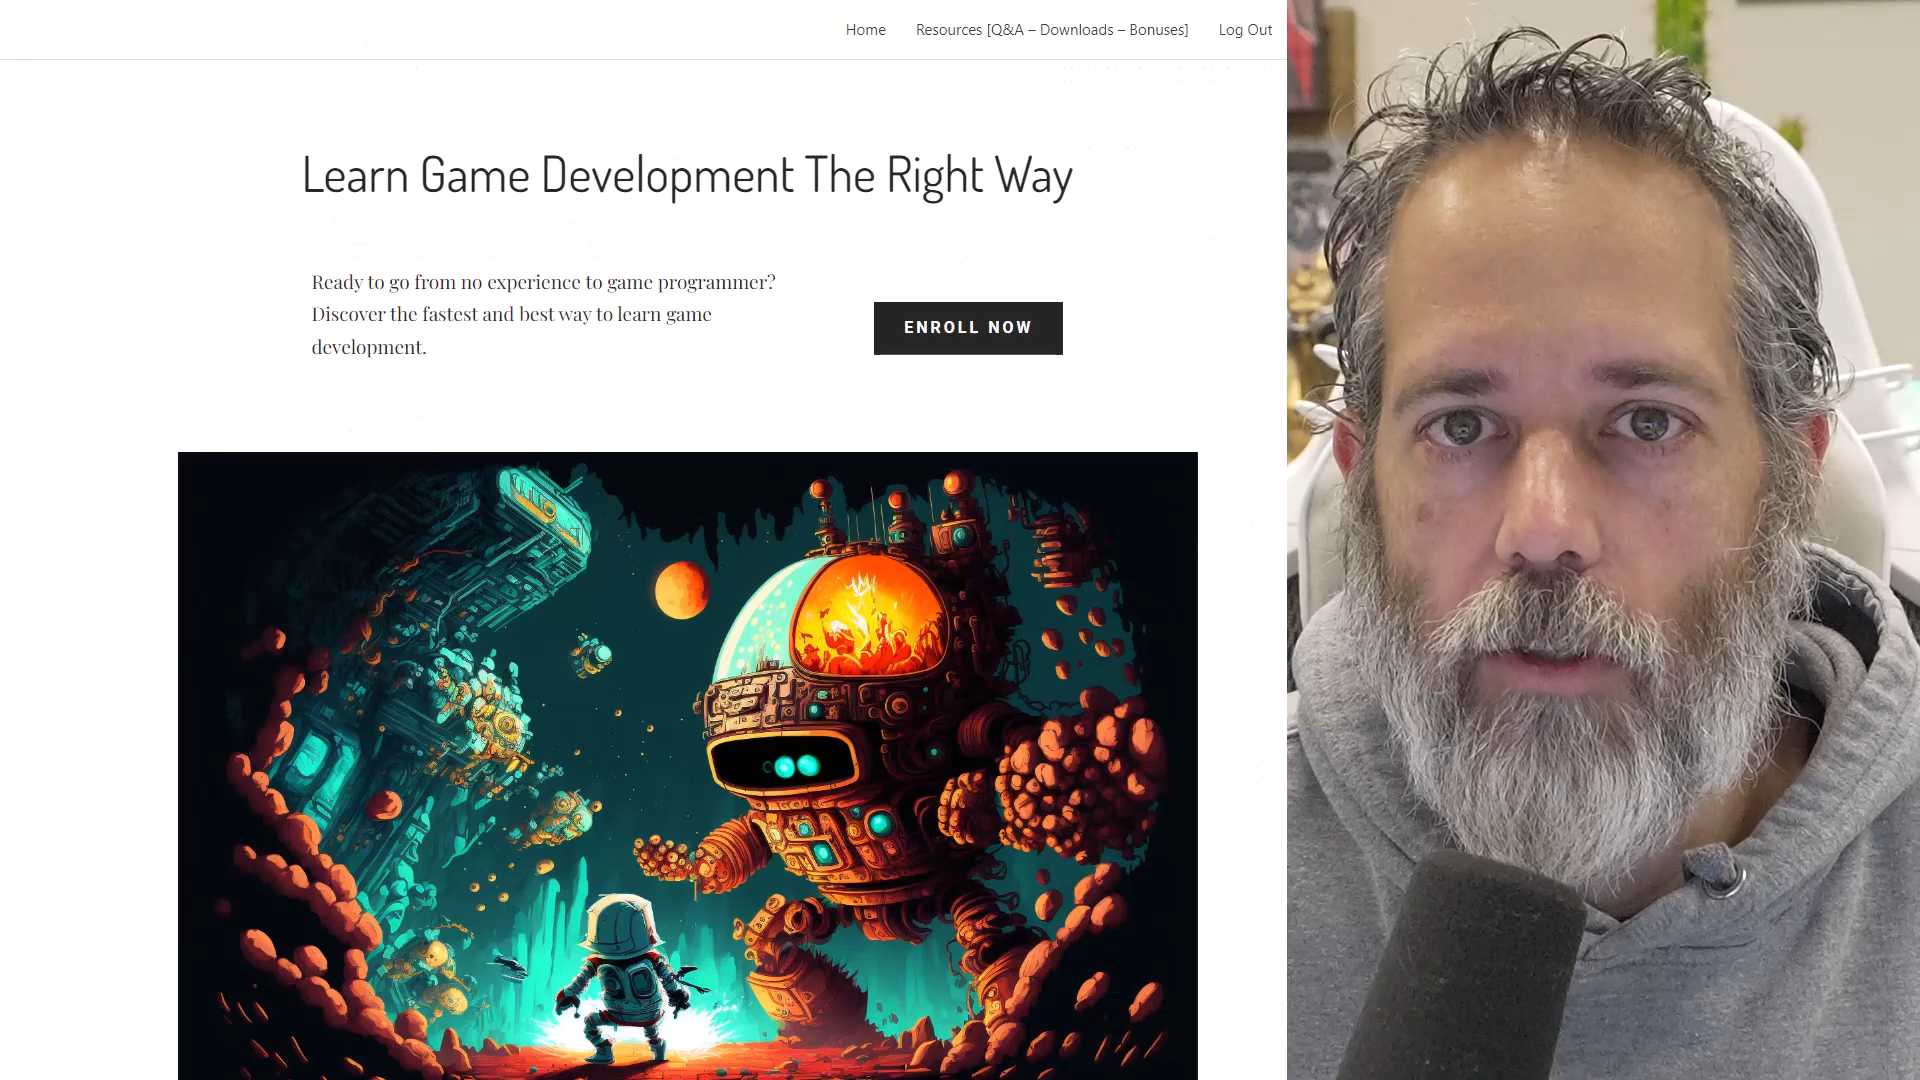 Home
Resources [Q&A – Downloads – Bonuses]
Log Out
Learn Game Development The Right Way
Ready to go from no experience to game programmer?
Discover the fastest and best way to learn game
development.
ENROLL NOW